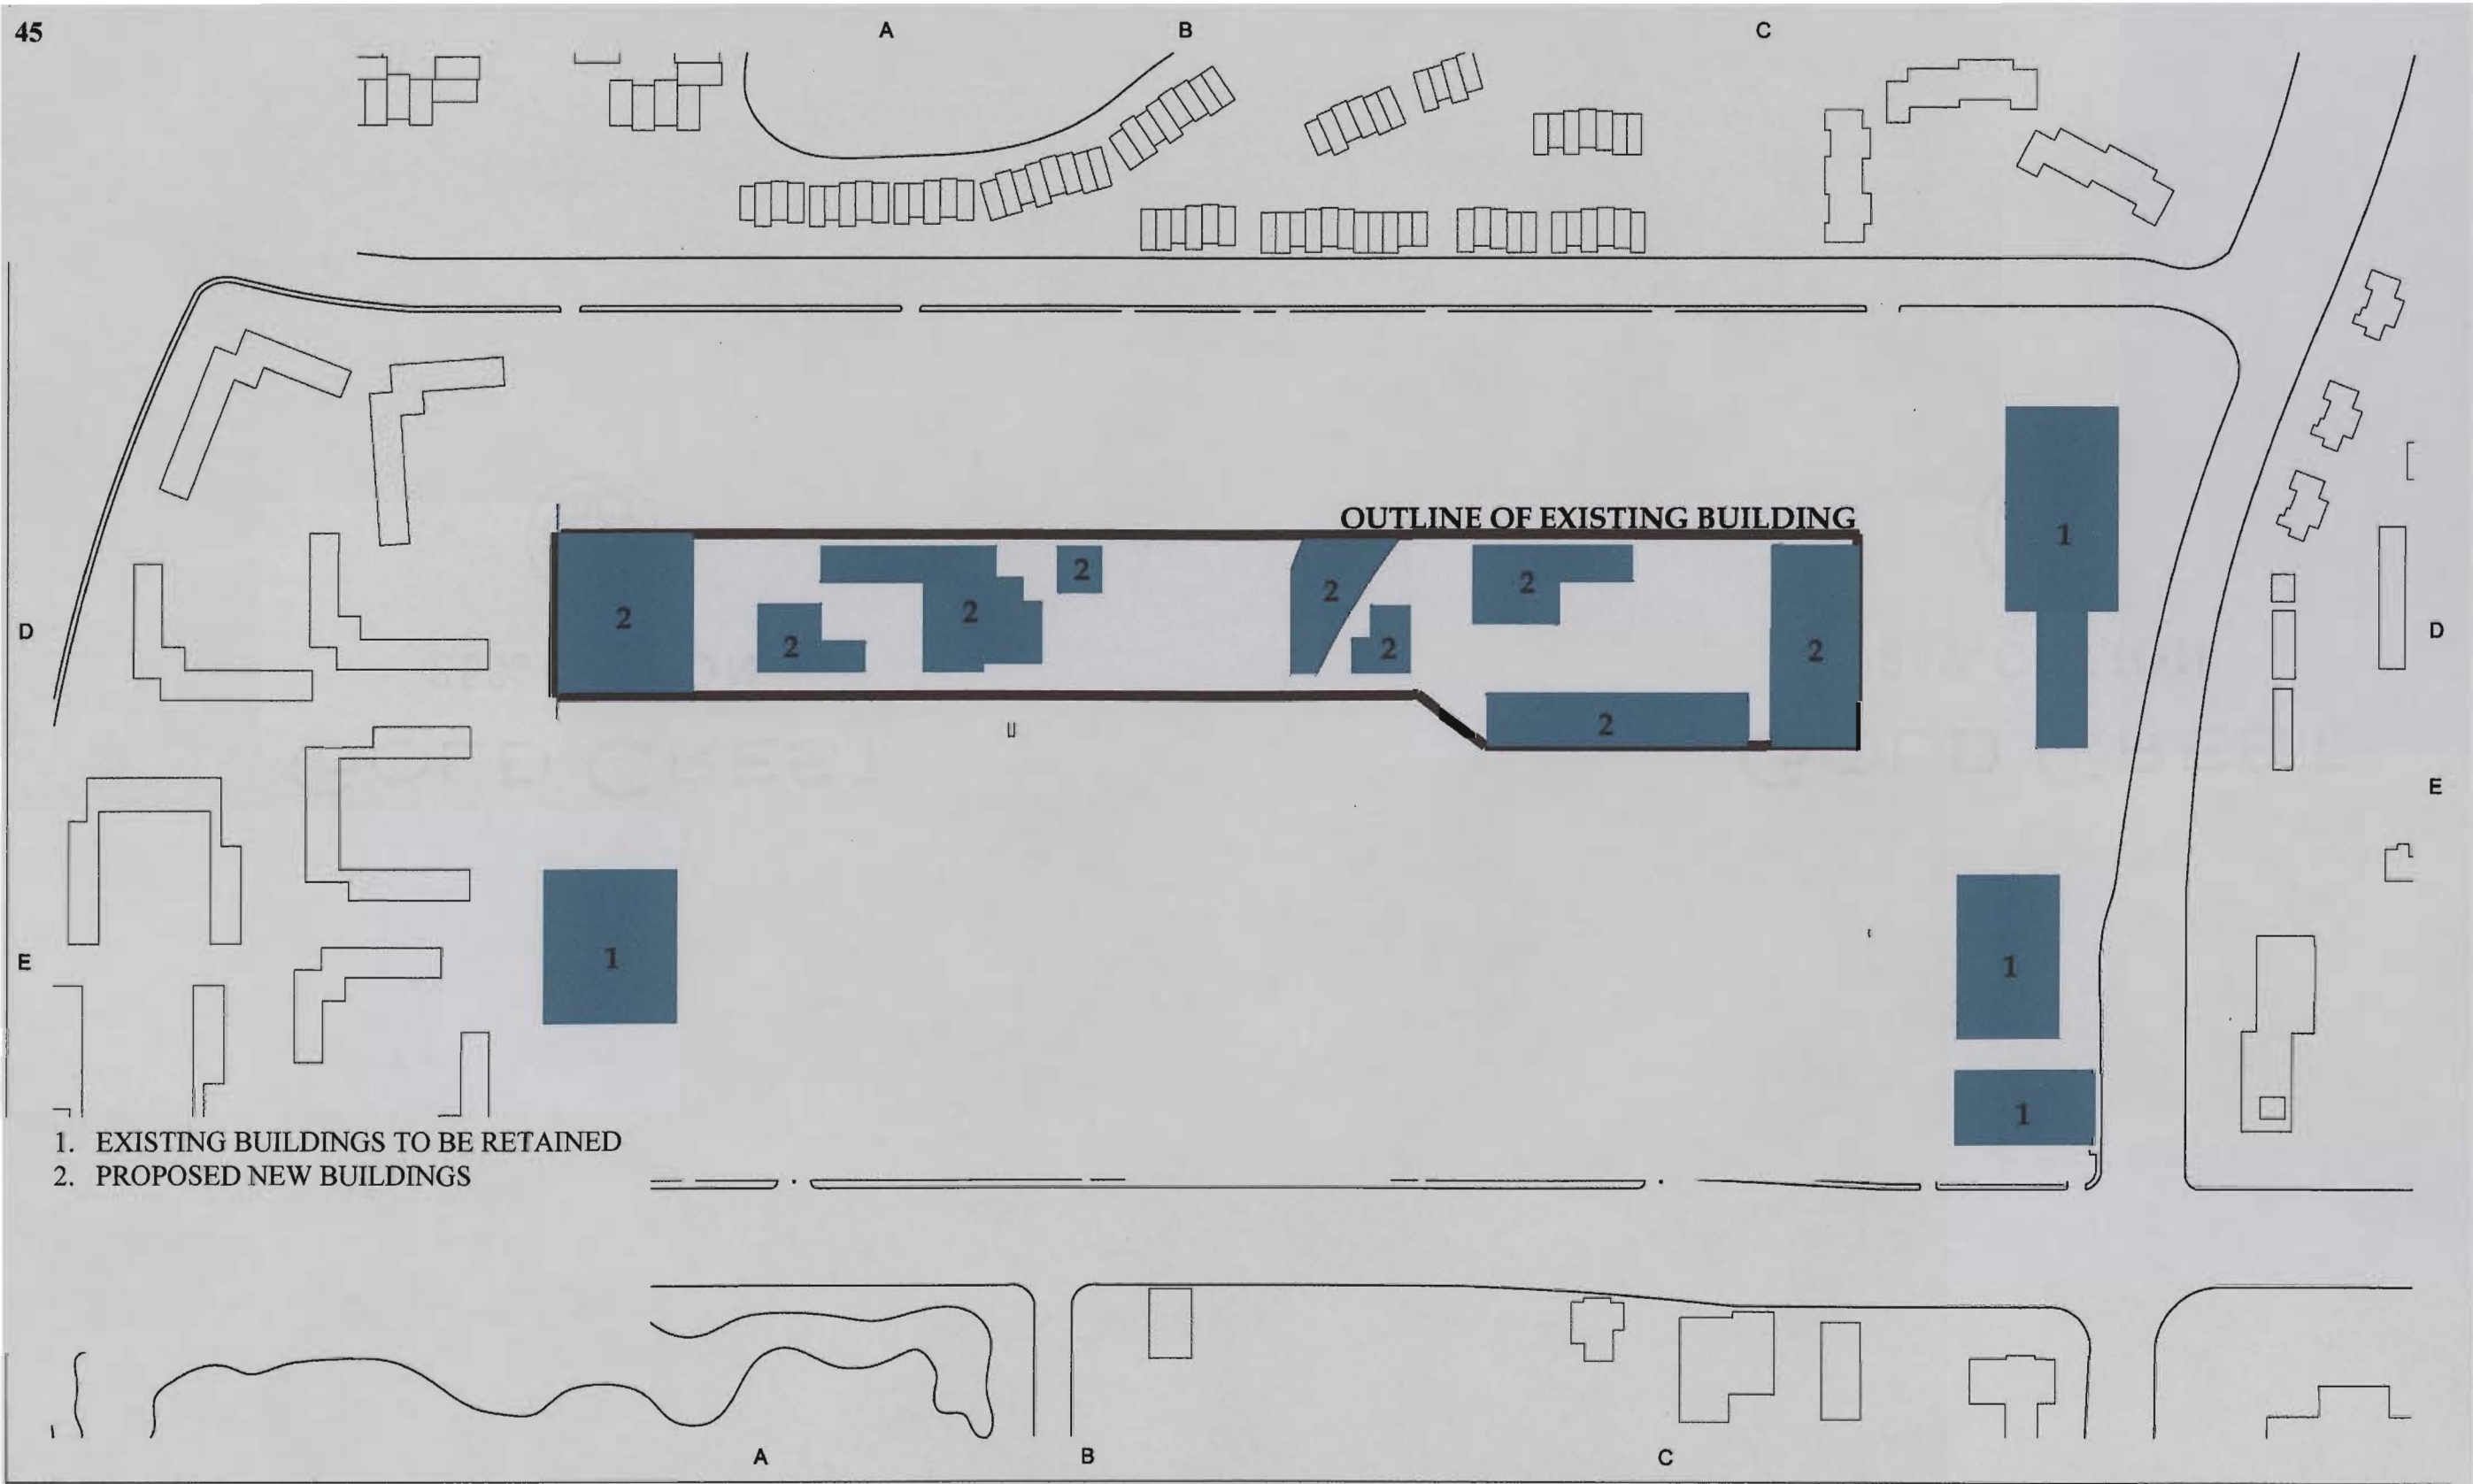 45
A B C
OUTLINE OF EXISTING BUILDING
1
2 2 2 2 2 2 2 2
D D
2 2
E
1 1
E
1
1. EXISTING BUILDINGS TO BE RETAINED
2. PROPOSED NEW BUILDINGS
A B C